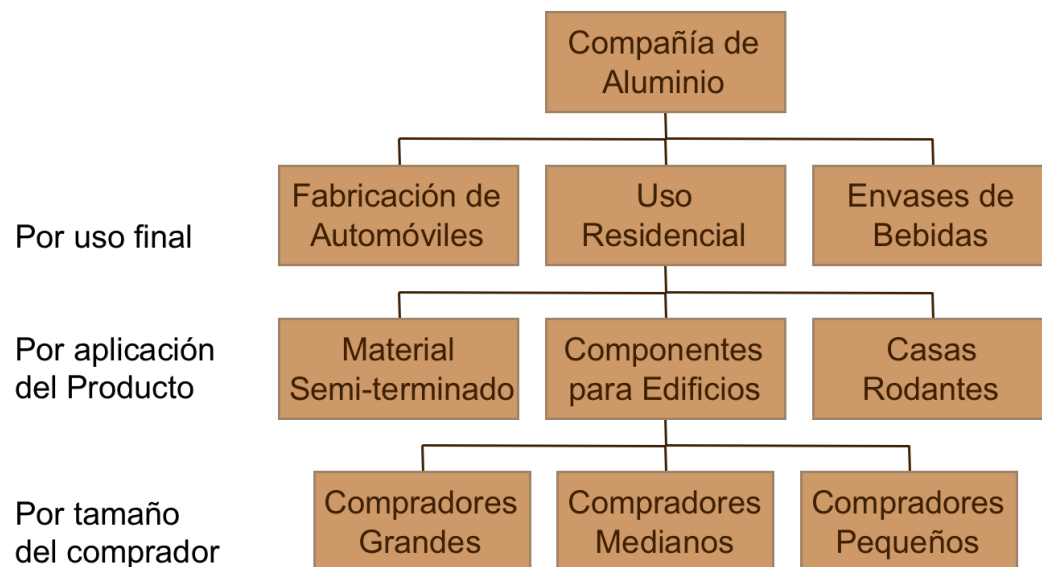 Compañía de
Aluminio
Fabricación de
Automóviles
Uso
Residencial
Envases de
Bebidas
Por uso final
Material
Semi-terminado
Componentes
para Edificios
Casas
Rodantes
Por aplicación
del Producto
Compradores
Grandes
Compradores
Medianos
Compradores
Pequeños
Por tamaño
del comprador